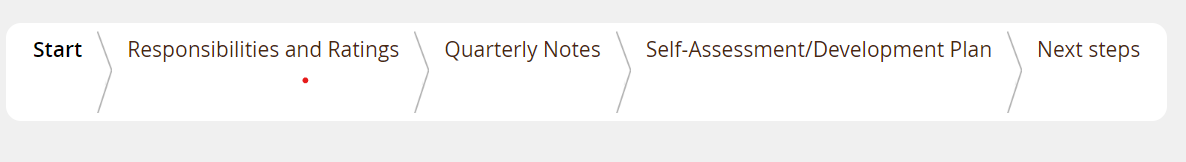 Start
Responsibilities and Ratings
Quarterly Notes
Self-Assessment/Development Plan
Next steps